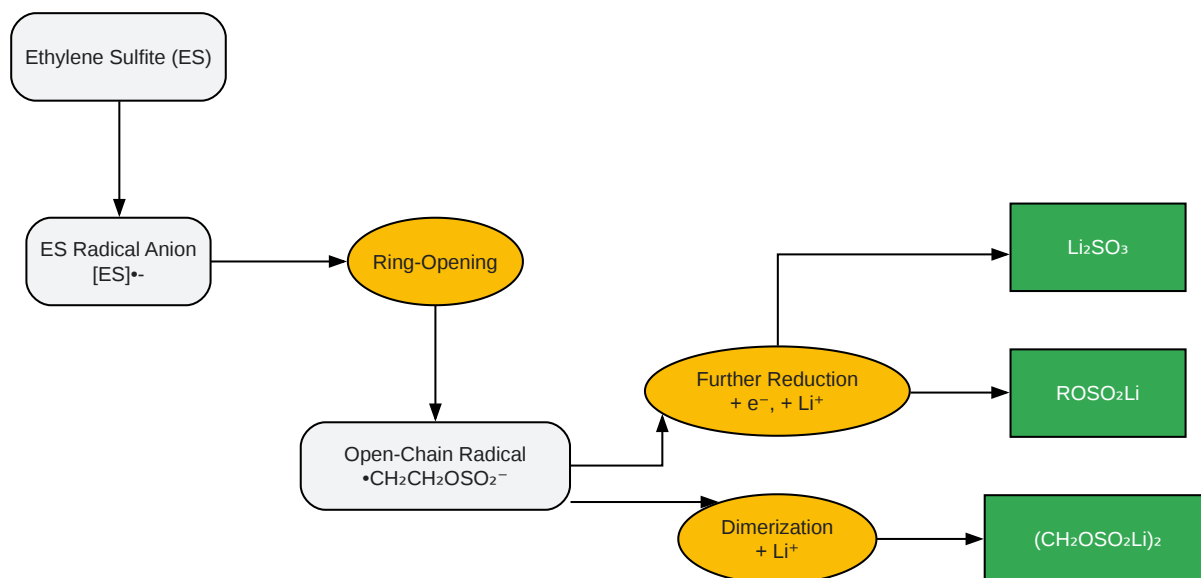 Ethylene Sulfite (ES)
ES Radical Anion
[ES]•-
Ring-Opening
Open-Chain Radical
•CH₂CH₂OSO₂⁻
Further Reduction
+ e⁻, + Li⁺
Dimerization
+ Li⁺
Li₂SO₃
ROSO₂Li
(CH₂OSO₂Li)₂